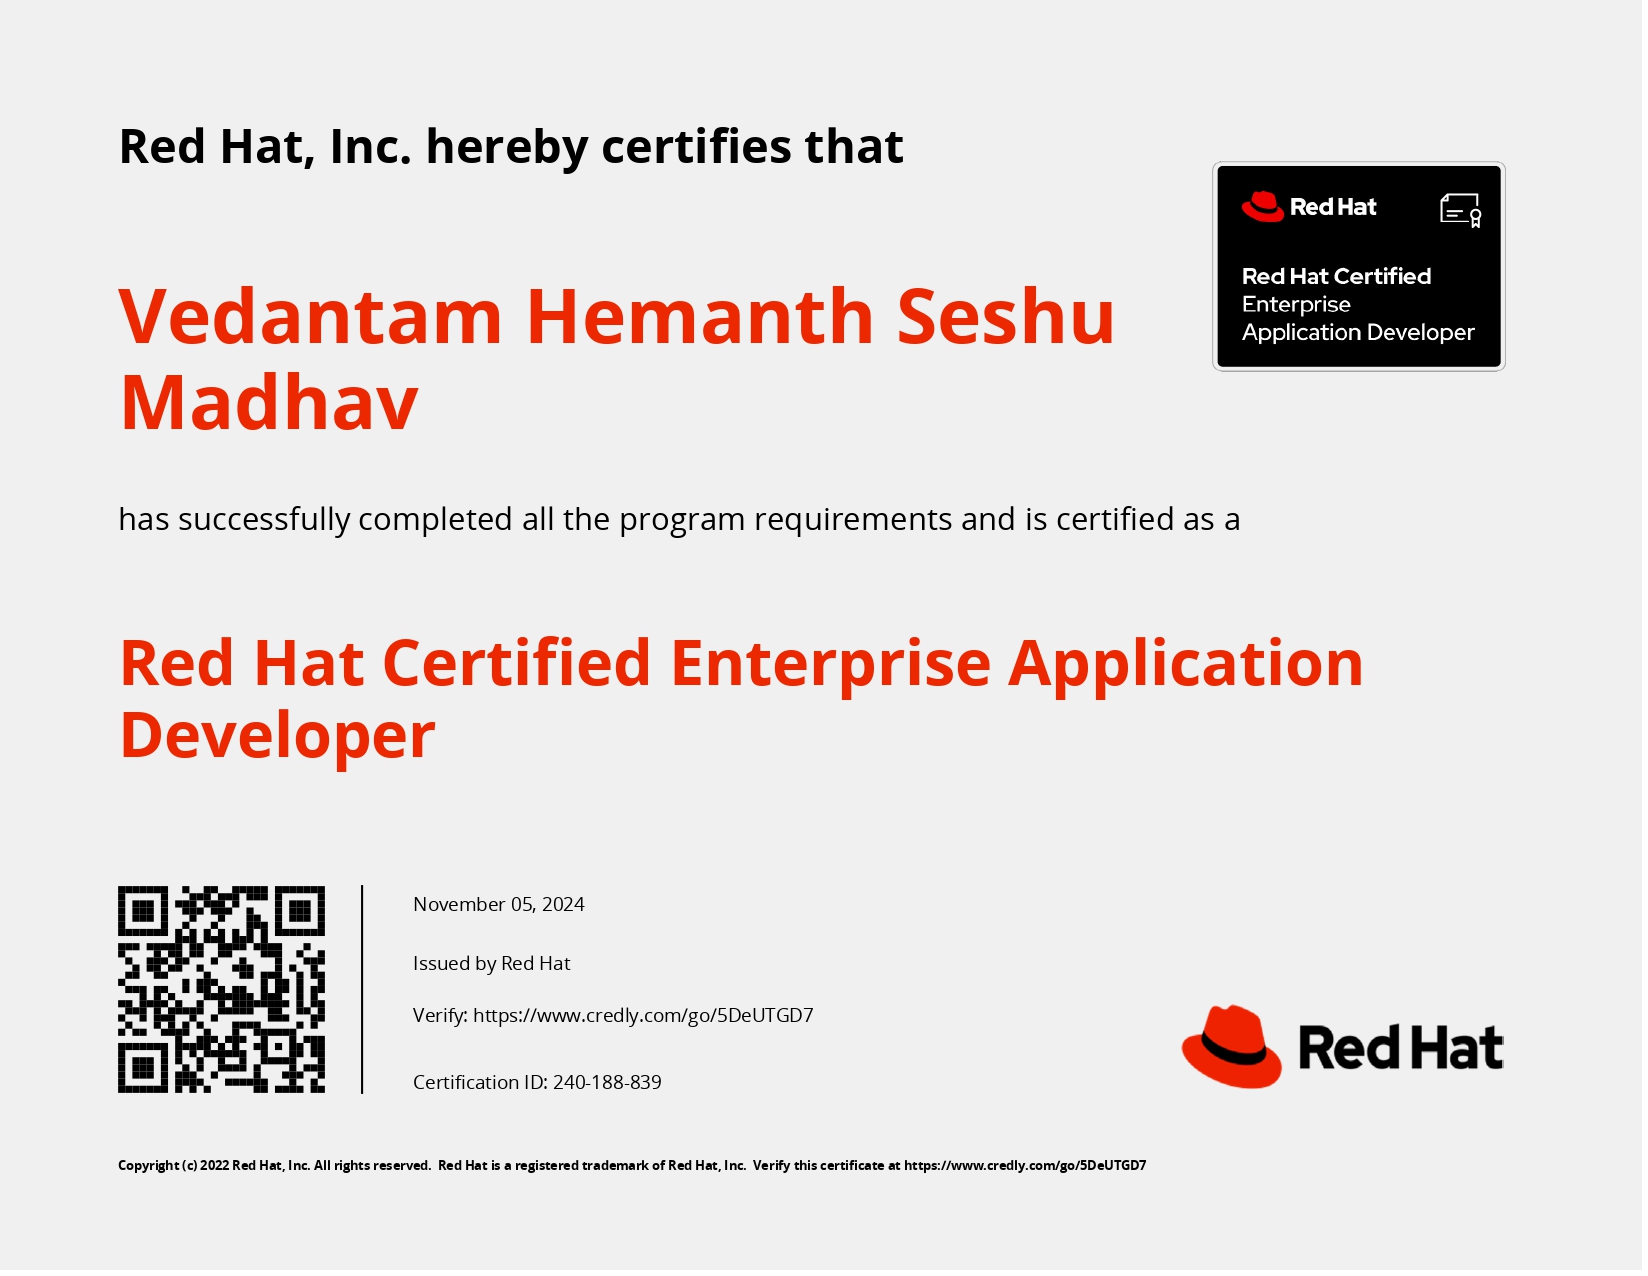 Red Hat, Inc. hereby certifies that
Red Hat
Red Hat Certified
Enterprise
Application Developer
Vedantam Hemanth Seshu
Madhav
has successfully completed all the program requirements and is certified as a
Red Hat Certified Enterprise Application
Developer
November 05, 2024
Issued by Red Hat
Verify: https://www.credly.com/go/5DeUTGD7
Certification ID: 240-188-839
Red Hat
Copyright (c) 2022 Red Hat, Inc. All rights reserved.  Red Hat is a registered trademark of Red Hat, Inc.  Verify this certificate at https://www.credly.com/go/5DeUTGD7